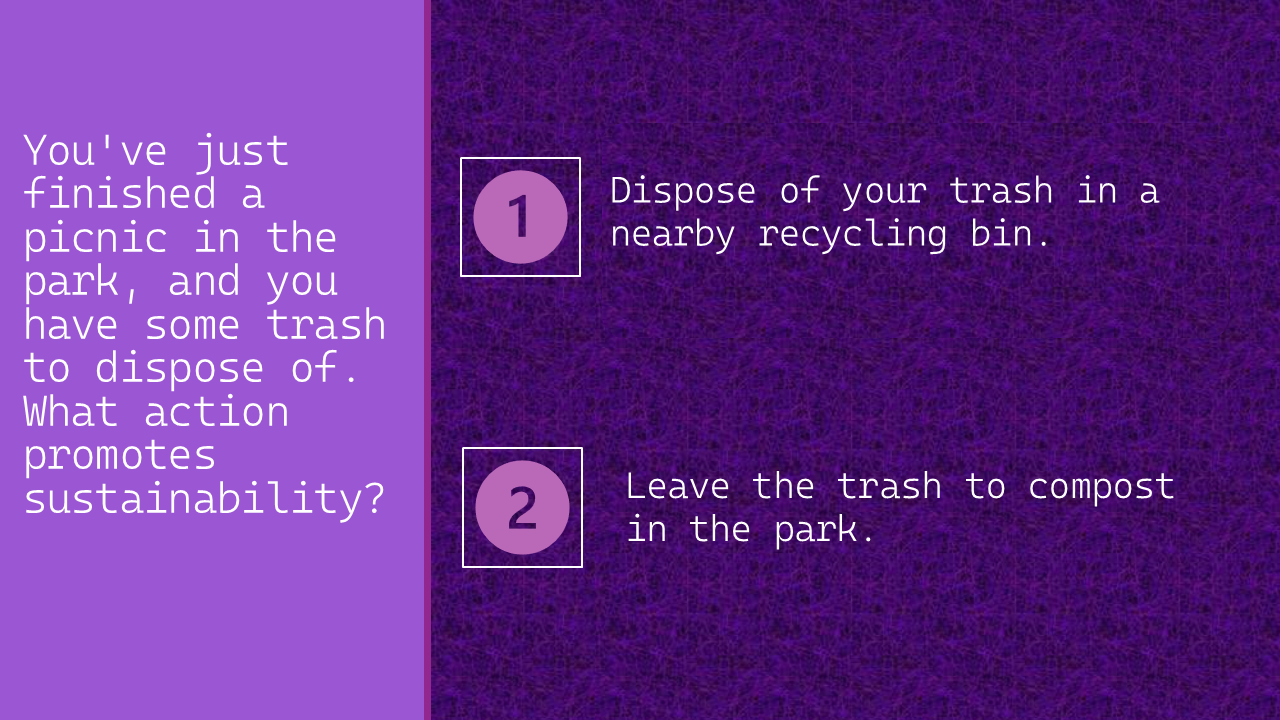 You've just
finished a
picnic in the
park, and you
have some trash
to dispose of.
What action
promotes
sustainability?
1
Dispose of your trash in a
nearby recycling bin.
2
Leave the trash to compost
in the park.